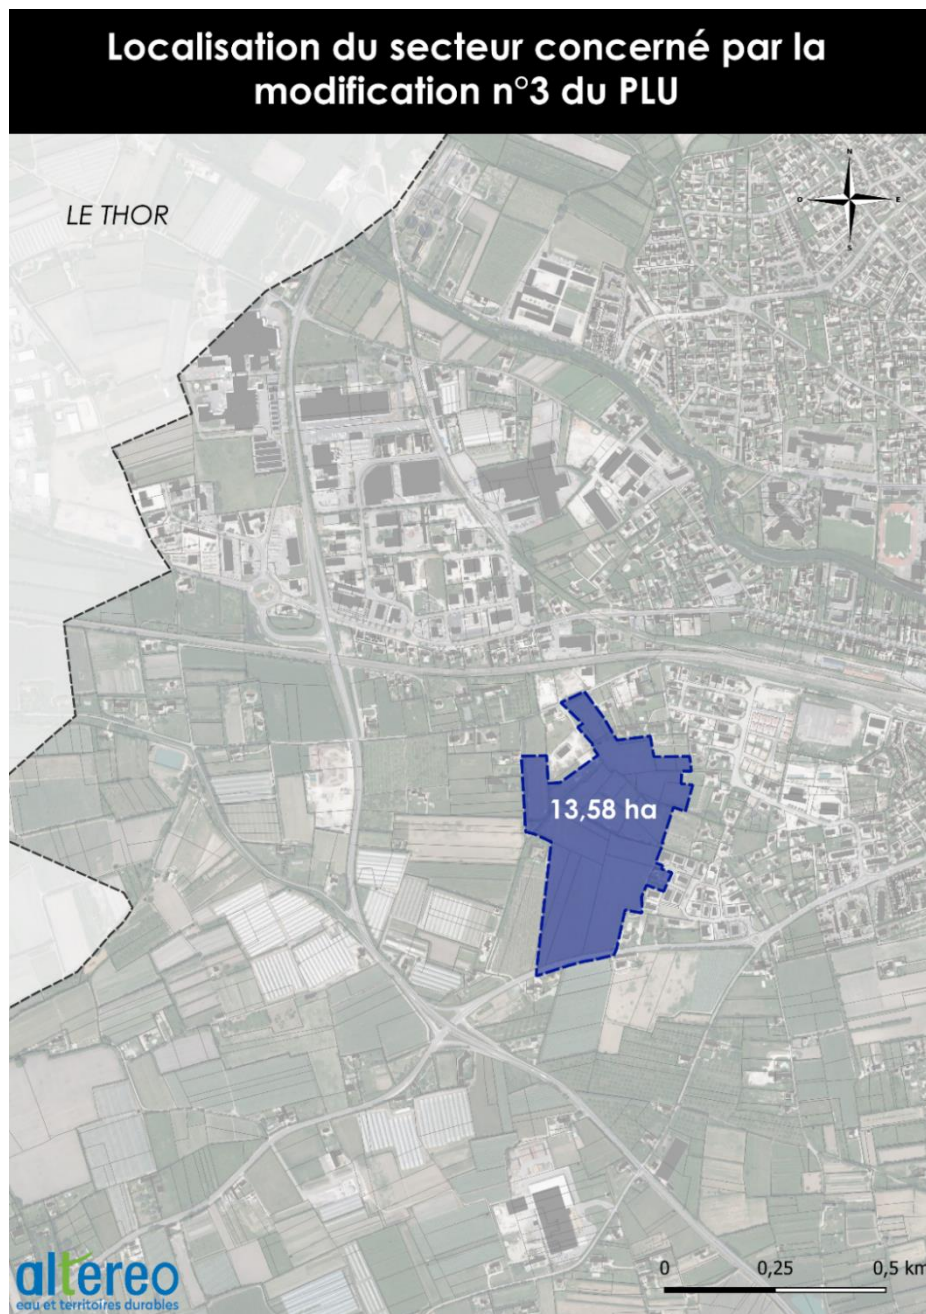 Localisation du secteur concerné par la
modification n°3 du PLU
LE THOR
N
O
E
S
13,58 ha
altereo
eau et territoires durables
0
0,25
0,5 km